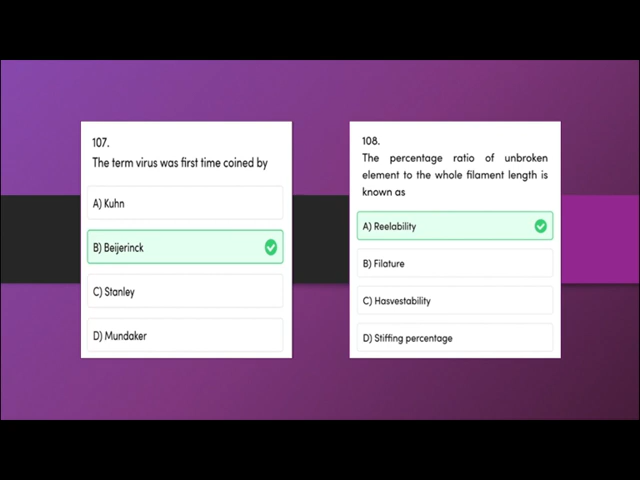 107.
The term virus was first time coined by
A) Kuhn
B) Beijerinck
C) Stanley
D) Mundaker
108.
The percentage ratio of unbroken
element to the whole filament length is
known as
A) Reelability
B) Filature
C) Hasvestability
D) Stiffing percentage